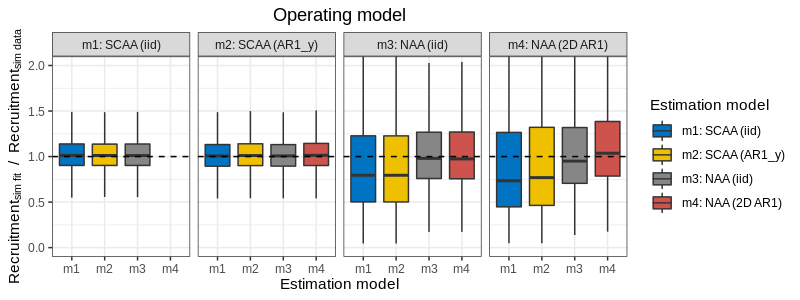 Operating model
m1: SCAA (iid)
m2: SCAA (AR1_y)
m3: NAA (iid)
m4: NAA (2D AR1)
Recruitment_sim fit / Recruitment_sim data
2.0
1.5
1.0
0.5
0.0
m1 m2 m3 m4
m1 m2 m3 m4
m1 m2 m3 m4
m1 m2 m3 m4
Estimation model
Estimation model
m1: SCAA (iid)
m2: SCAA (AR1_y)
m3: NAA (iid)
m4: NAA (2D AR1)